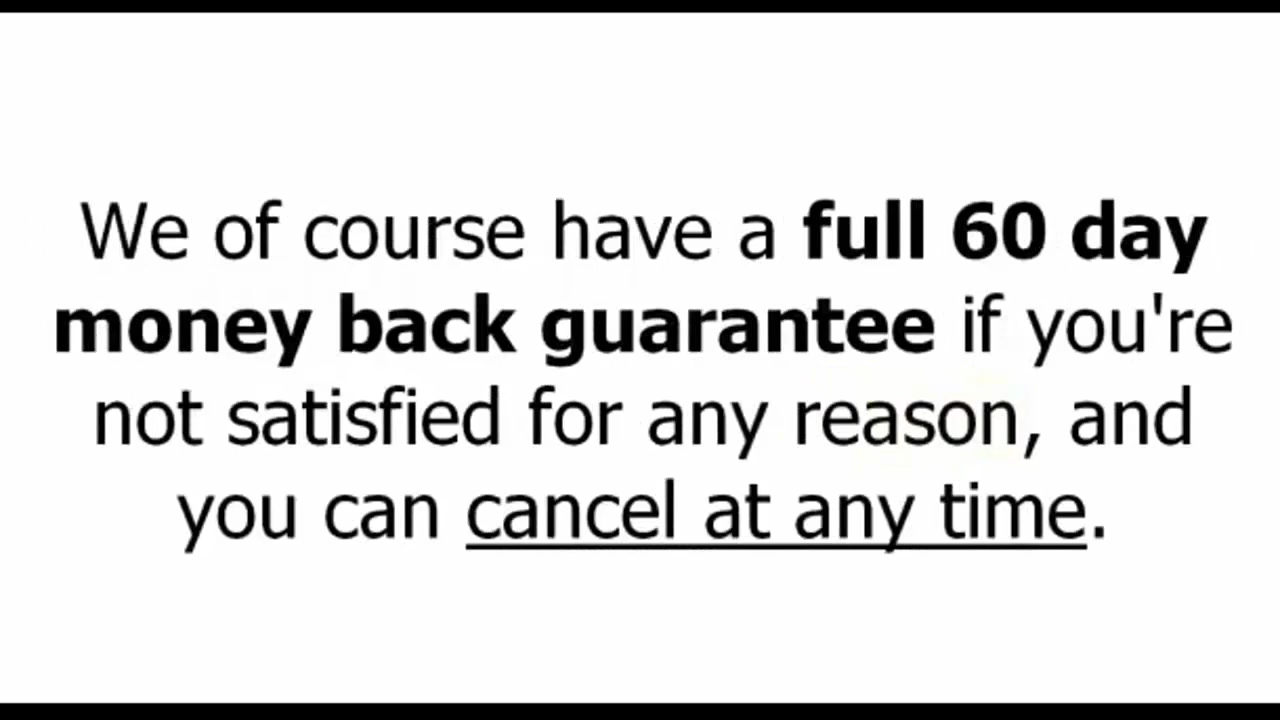 We of course have a full 60 day
money back guarantee if you're
not satisfied for any reason, and
you can cancel at any time.